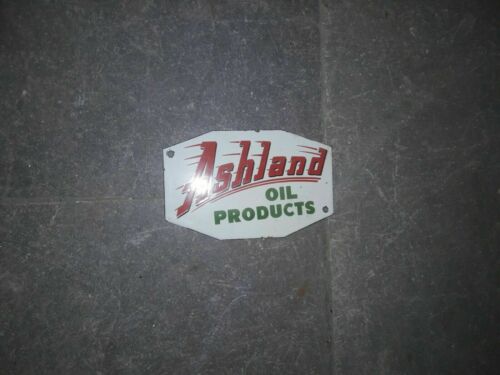 Ashland
OIL
PRODUCTS